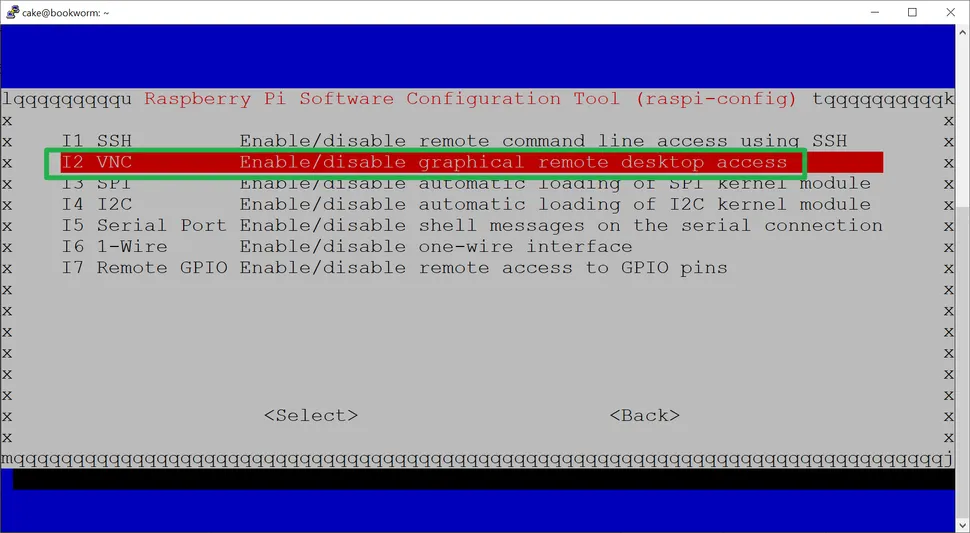 cake@bookworm: ~
lqqqqqqqqqu Raspberry Pi Software Configuration Tool (raspi-config) tqqqqqqqqqqk
x x
x I1 SSH Enable/disable remote command line access using SSH x
x I2 VNC Enable/disable graphical remote desktop access x
x I3 SPI Enable/disable automatic loading of SPI kernel module x
x I4 I2C Enable/disable automatic loading of I2C kernel module x
x I5 Serial Port Enable/disable shell messages on the serial connection x
x I6 1-Wire Enable/disable one-wire interface x
x I7 Remote GPIO Enable/disable remote access to GPIO pins x
x x
x x
x x
x x
x x
x x
x <Select> <Back> x
x x
mqqqqqqqqqqqqqqqqqqqqqqqqqqqqqqqqqqqqqqqqqqqqqqqqqqqqqqqqqqqqqqqqqqqqqqqqqqqqqqj